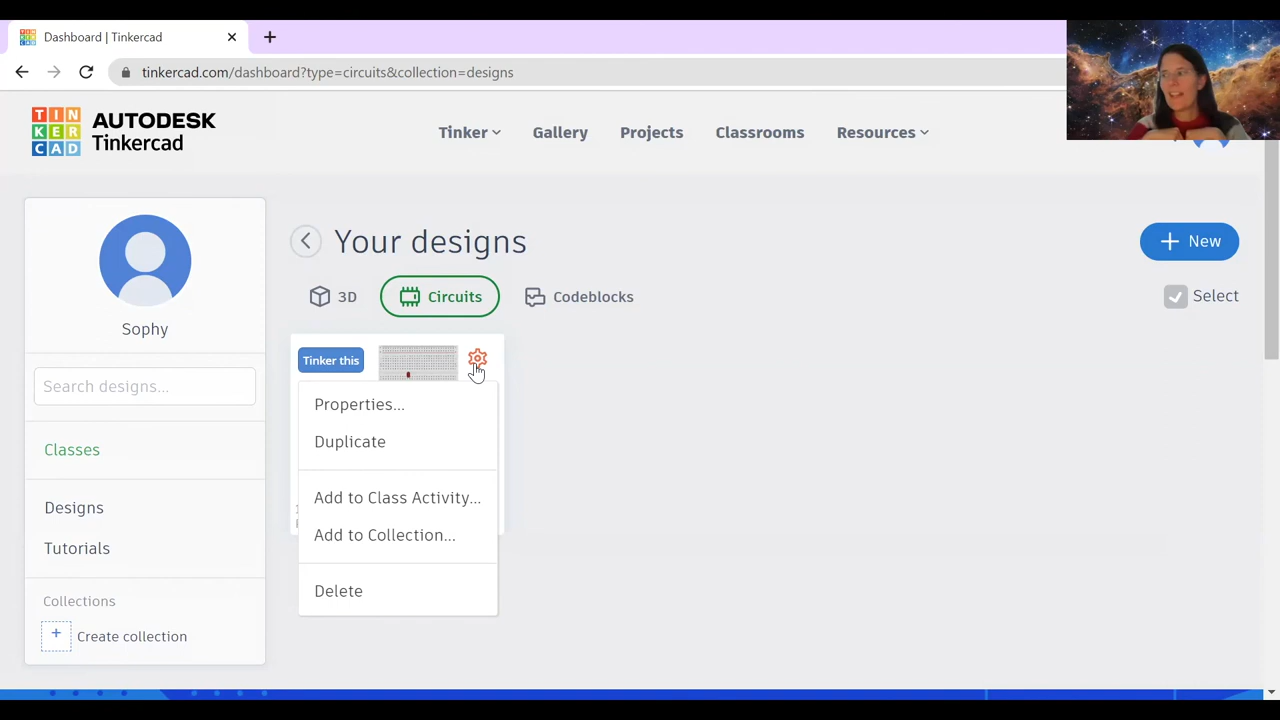 Dashboard | Tinkercad
tinkercad.com/dashboard?type=circuits&collection=designs
TIN
KER
CAD
AUTODESK
Tinkercad
Tinker
Gallery
Projects
Classrooms
Resources
Sophy
Search designs...
Classes
Designs
Tutorials
Collections
+ Create collection
Your designs
+ New
3D
Circuits
Codeblocks
Select
Tinker this
Properties...
Duplicate
Add to Class Activity...
Add to Collection...
Delete